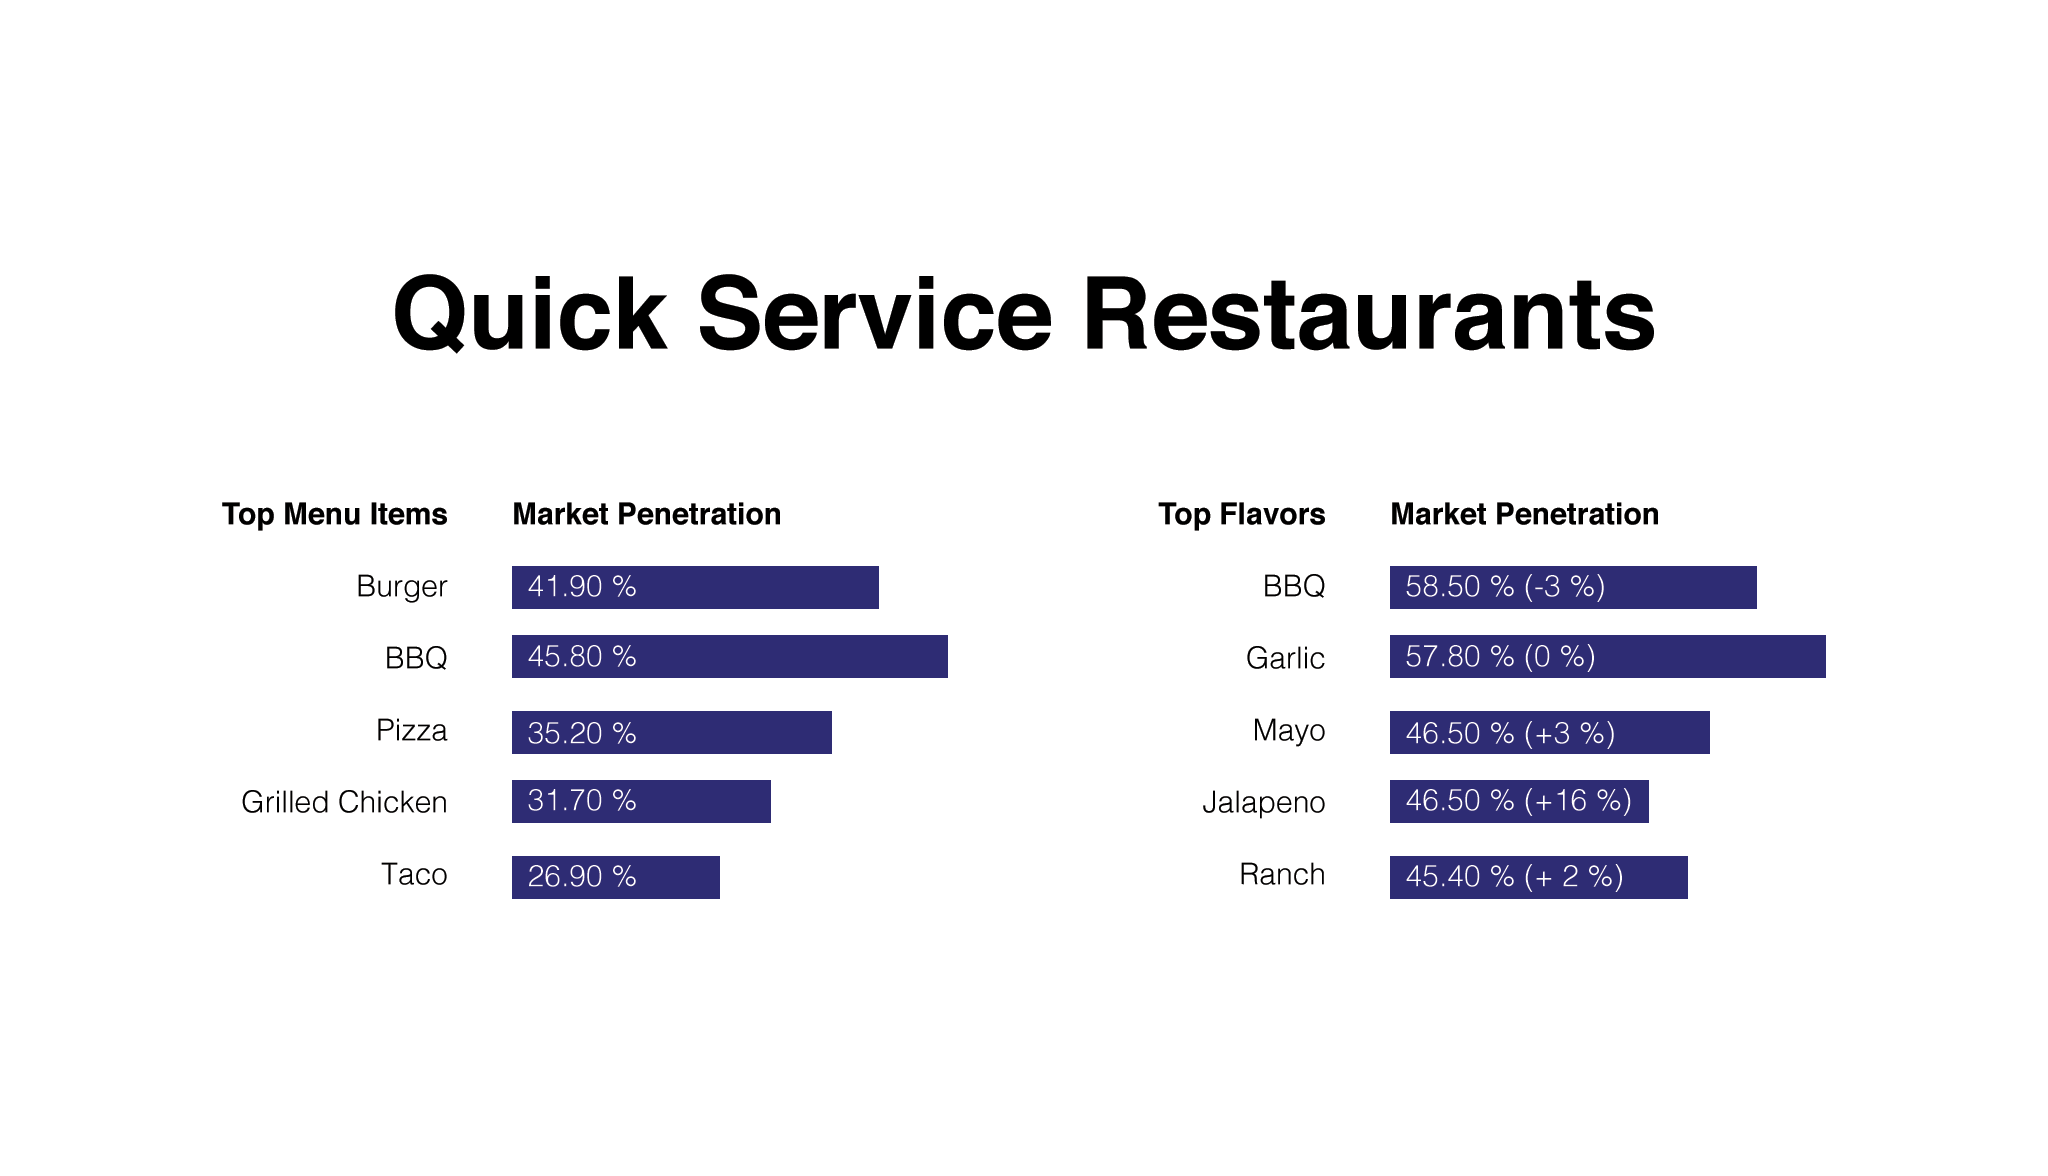 Quick Service Restaurants
Top Menu Items Market Penetration
Burger 41.90 %
BBQ 45.80 %
Pizza 35.20 %
Grilled Chicken 31.70 %
Taco 26.90 %
Top Flavors Market Penetration
BBQ 58.50 % (-3 %)
Garlic 57.80 % (0 %)
Mayo 46.50 % (+3 %)
Jalapeno 46.50 % (+16 %)
Ranch 45.40 % (+ 2 %)